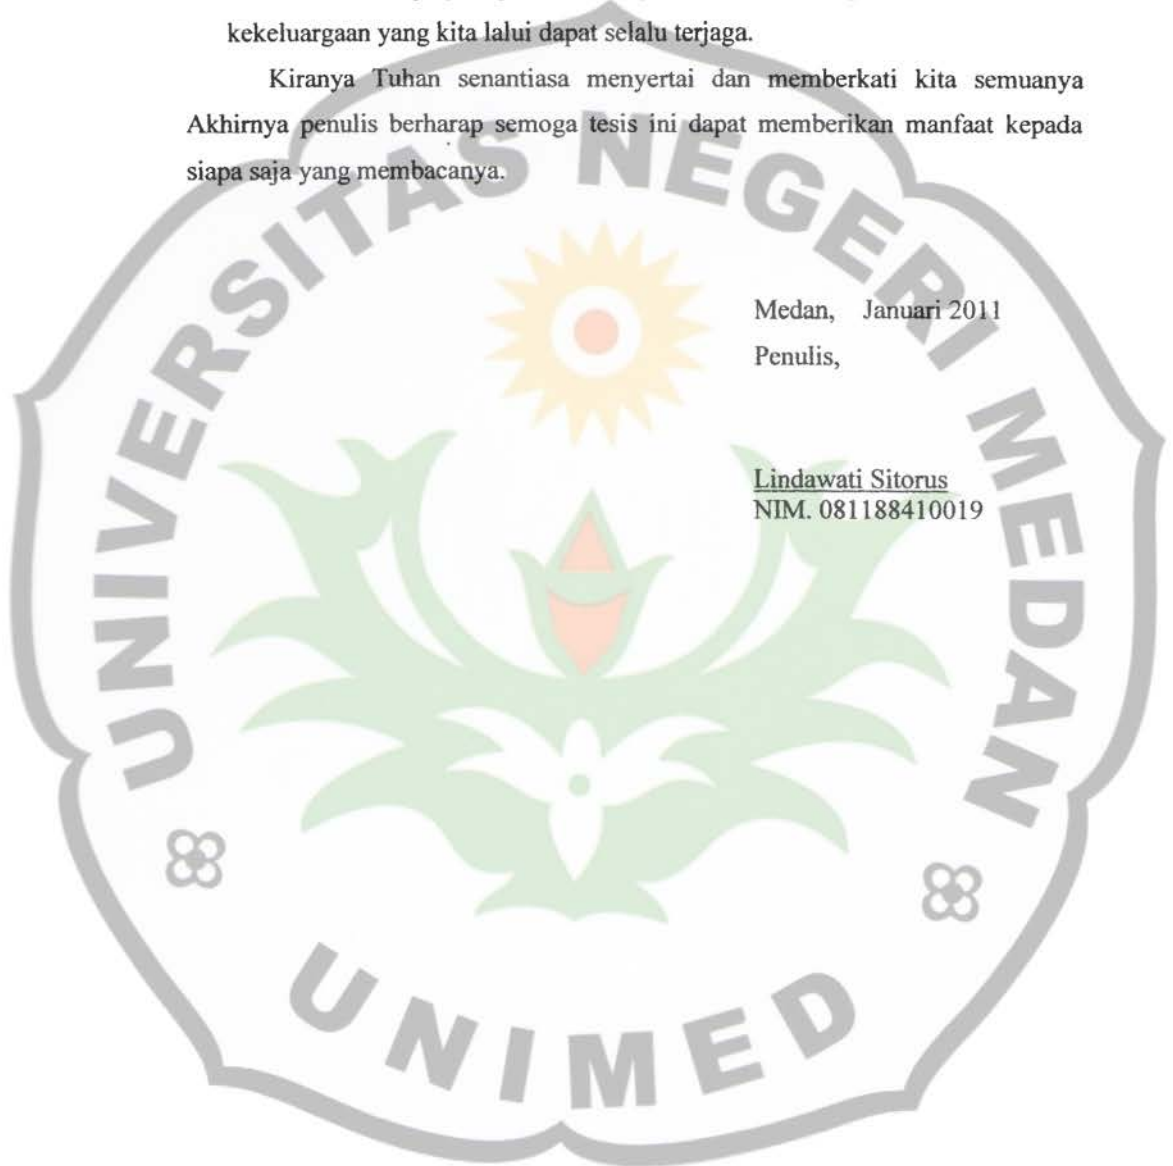 kekeluargaan yang kita lalui dapat selalu terjaga.
Kiranya Tuhan senantiasa menyertai dan memberkati kita semuanya
Akhirnya penulis berharap semoga tesis ini dapat memberikan manfaat kepada
siapa saja yang membacanya.
Medan, Januari 2011
Penulis,
Lindawati Sitorus
NIM. 081188410019
UNIVERSITAS NEGERI MEDAN
UNIMED